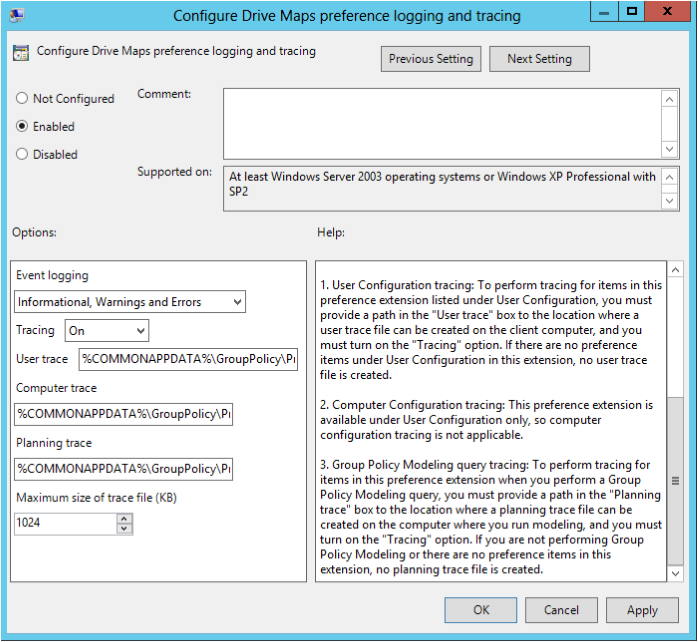 Configure Drive Maps preference logging and tracing
Configure Drive Maps preference logging and tracing
Previous Setting
Next Setting
Not Configured
Enabled
Disabled
Comment:
Supported on:
At least Windows Server 2003 operating systems or Windows XP Professional with
SP2
Options:
Help:
Event logging
Informational, Warnings and Errors
Tracing
On
User trace
%COMMONAPPDATA%\GroupPolicy\P
Computer trace
%COMMONAPPDATA%\GroupPolicy\P
Planning trace
%COMMONAPPDATA%\GroupPolicy\P
Maximum size of trace file (KB)
1024
1. User Configuration tracing: To perform tracing for items in this
preference extension listed under User Configuration, you must
provide a path in the "User trace" box to the location where a
user trace file can be created on the client computer, and you
must turn on the "Tracing" option. If there are no preference
items under User Configuration in this extension, no user trace
file is created.
2. Computer Configuration tracing: This preference extension is
available under User Configuration only, so computer
configuration tracing is not applicable.
3. Group Policy Modeling query tracing: To perform tracing for
items in this preference extension when you perform a Group
Policy Modeling query, you must provide a path in the "Planning
trace" box to the location where a planning trace file can be
created on the computer where you run modeling, and you must
turn on the "Tracing" option. If you are not performing Group
Policy Modeling or there are no preference items in this
extension, no planning trace file is created.
OK
Cancel
Apply